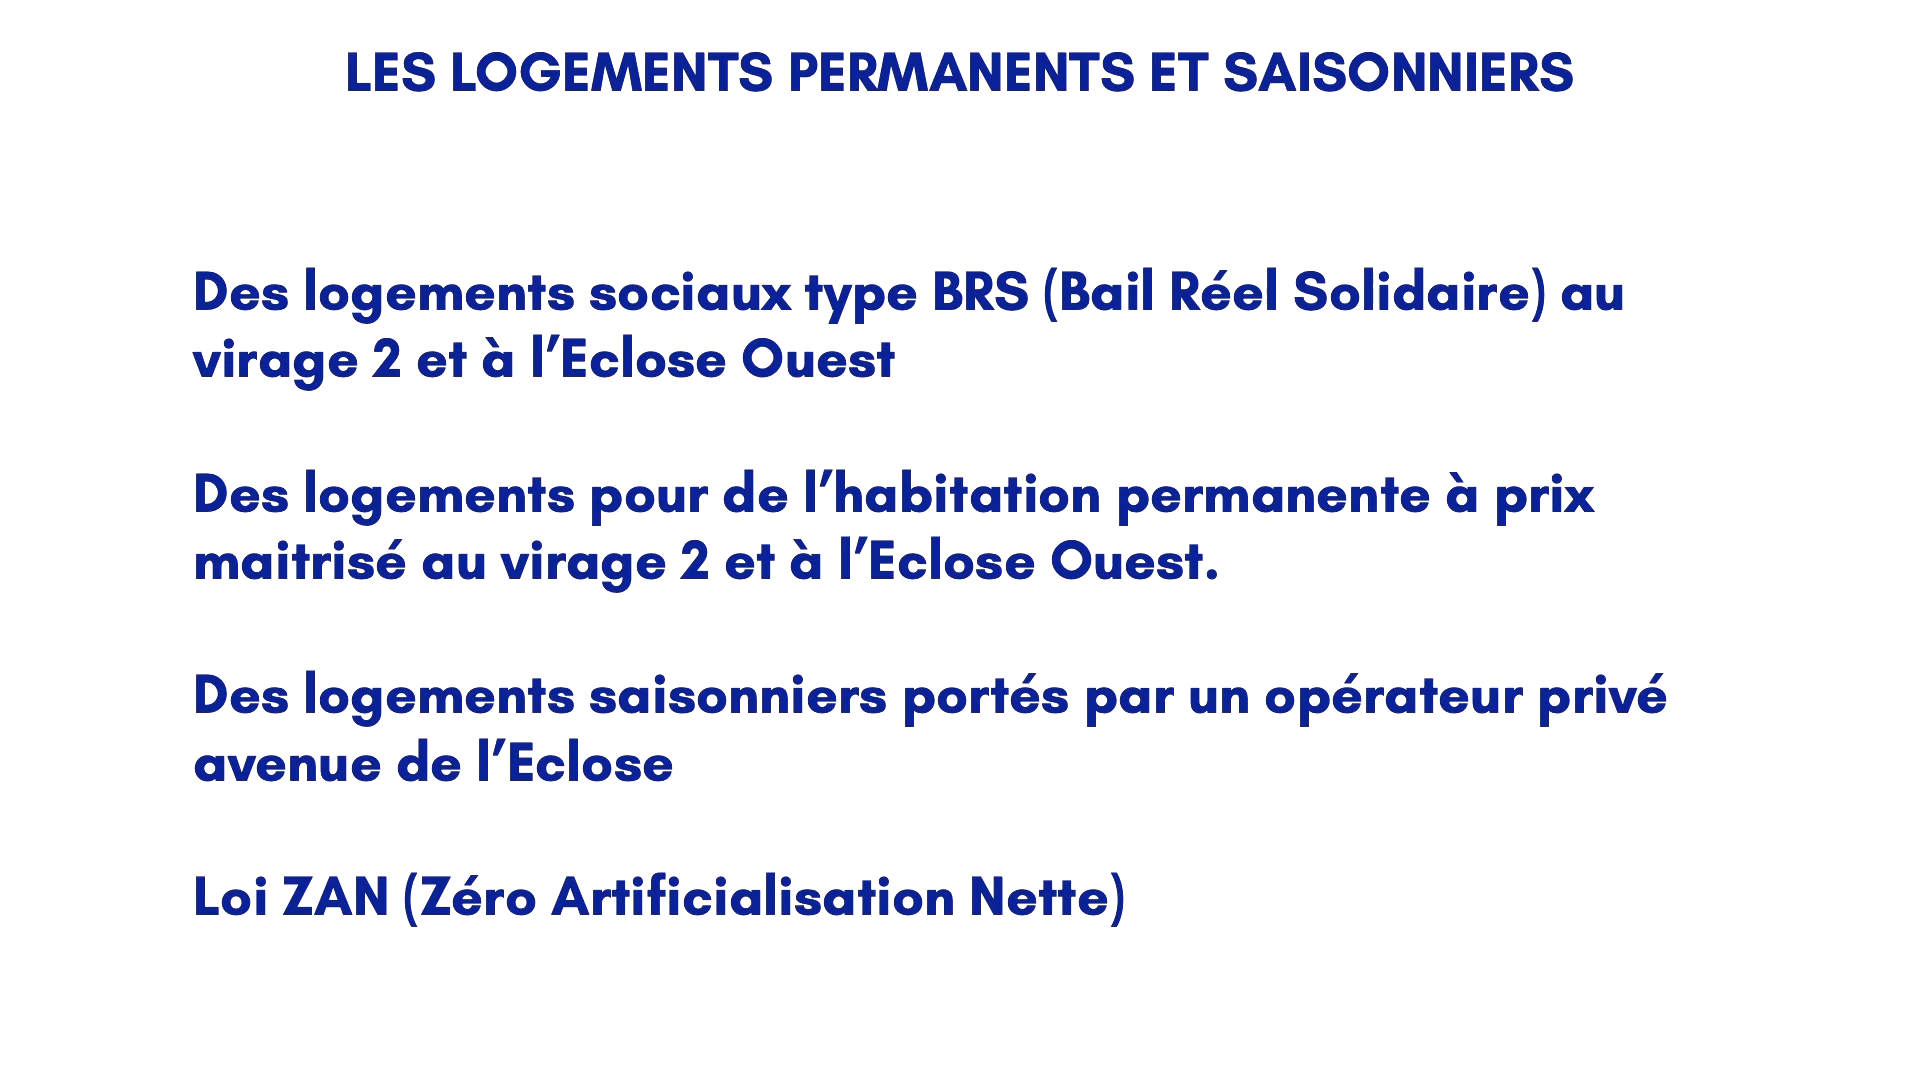 LES LOGEMENTS PERMANENTS ET SAISONNIERS
Des logements sociaux type BRS (Bail Réel Solidaire) au
virage 2 et à l’Eclose Ouest
Des logements pour de l’habitation permanente à prix
maitrisé au virage 2 et à l’Eclose Ouest.
Des logements saisonniers portés par un opérateur privé
avenue de l’Eclose
Loi ZAN (Zéro Artificialisation Nette)